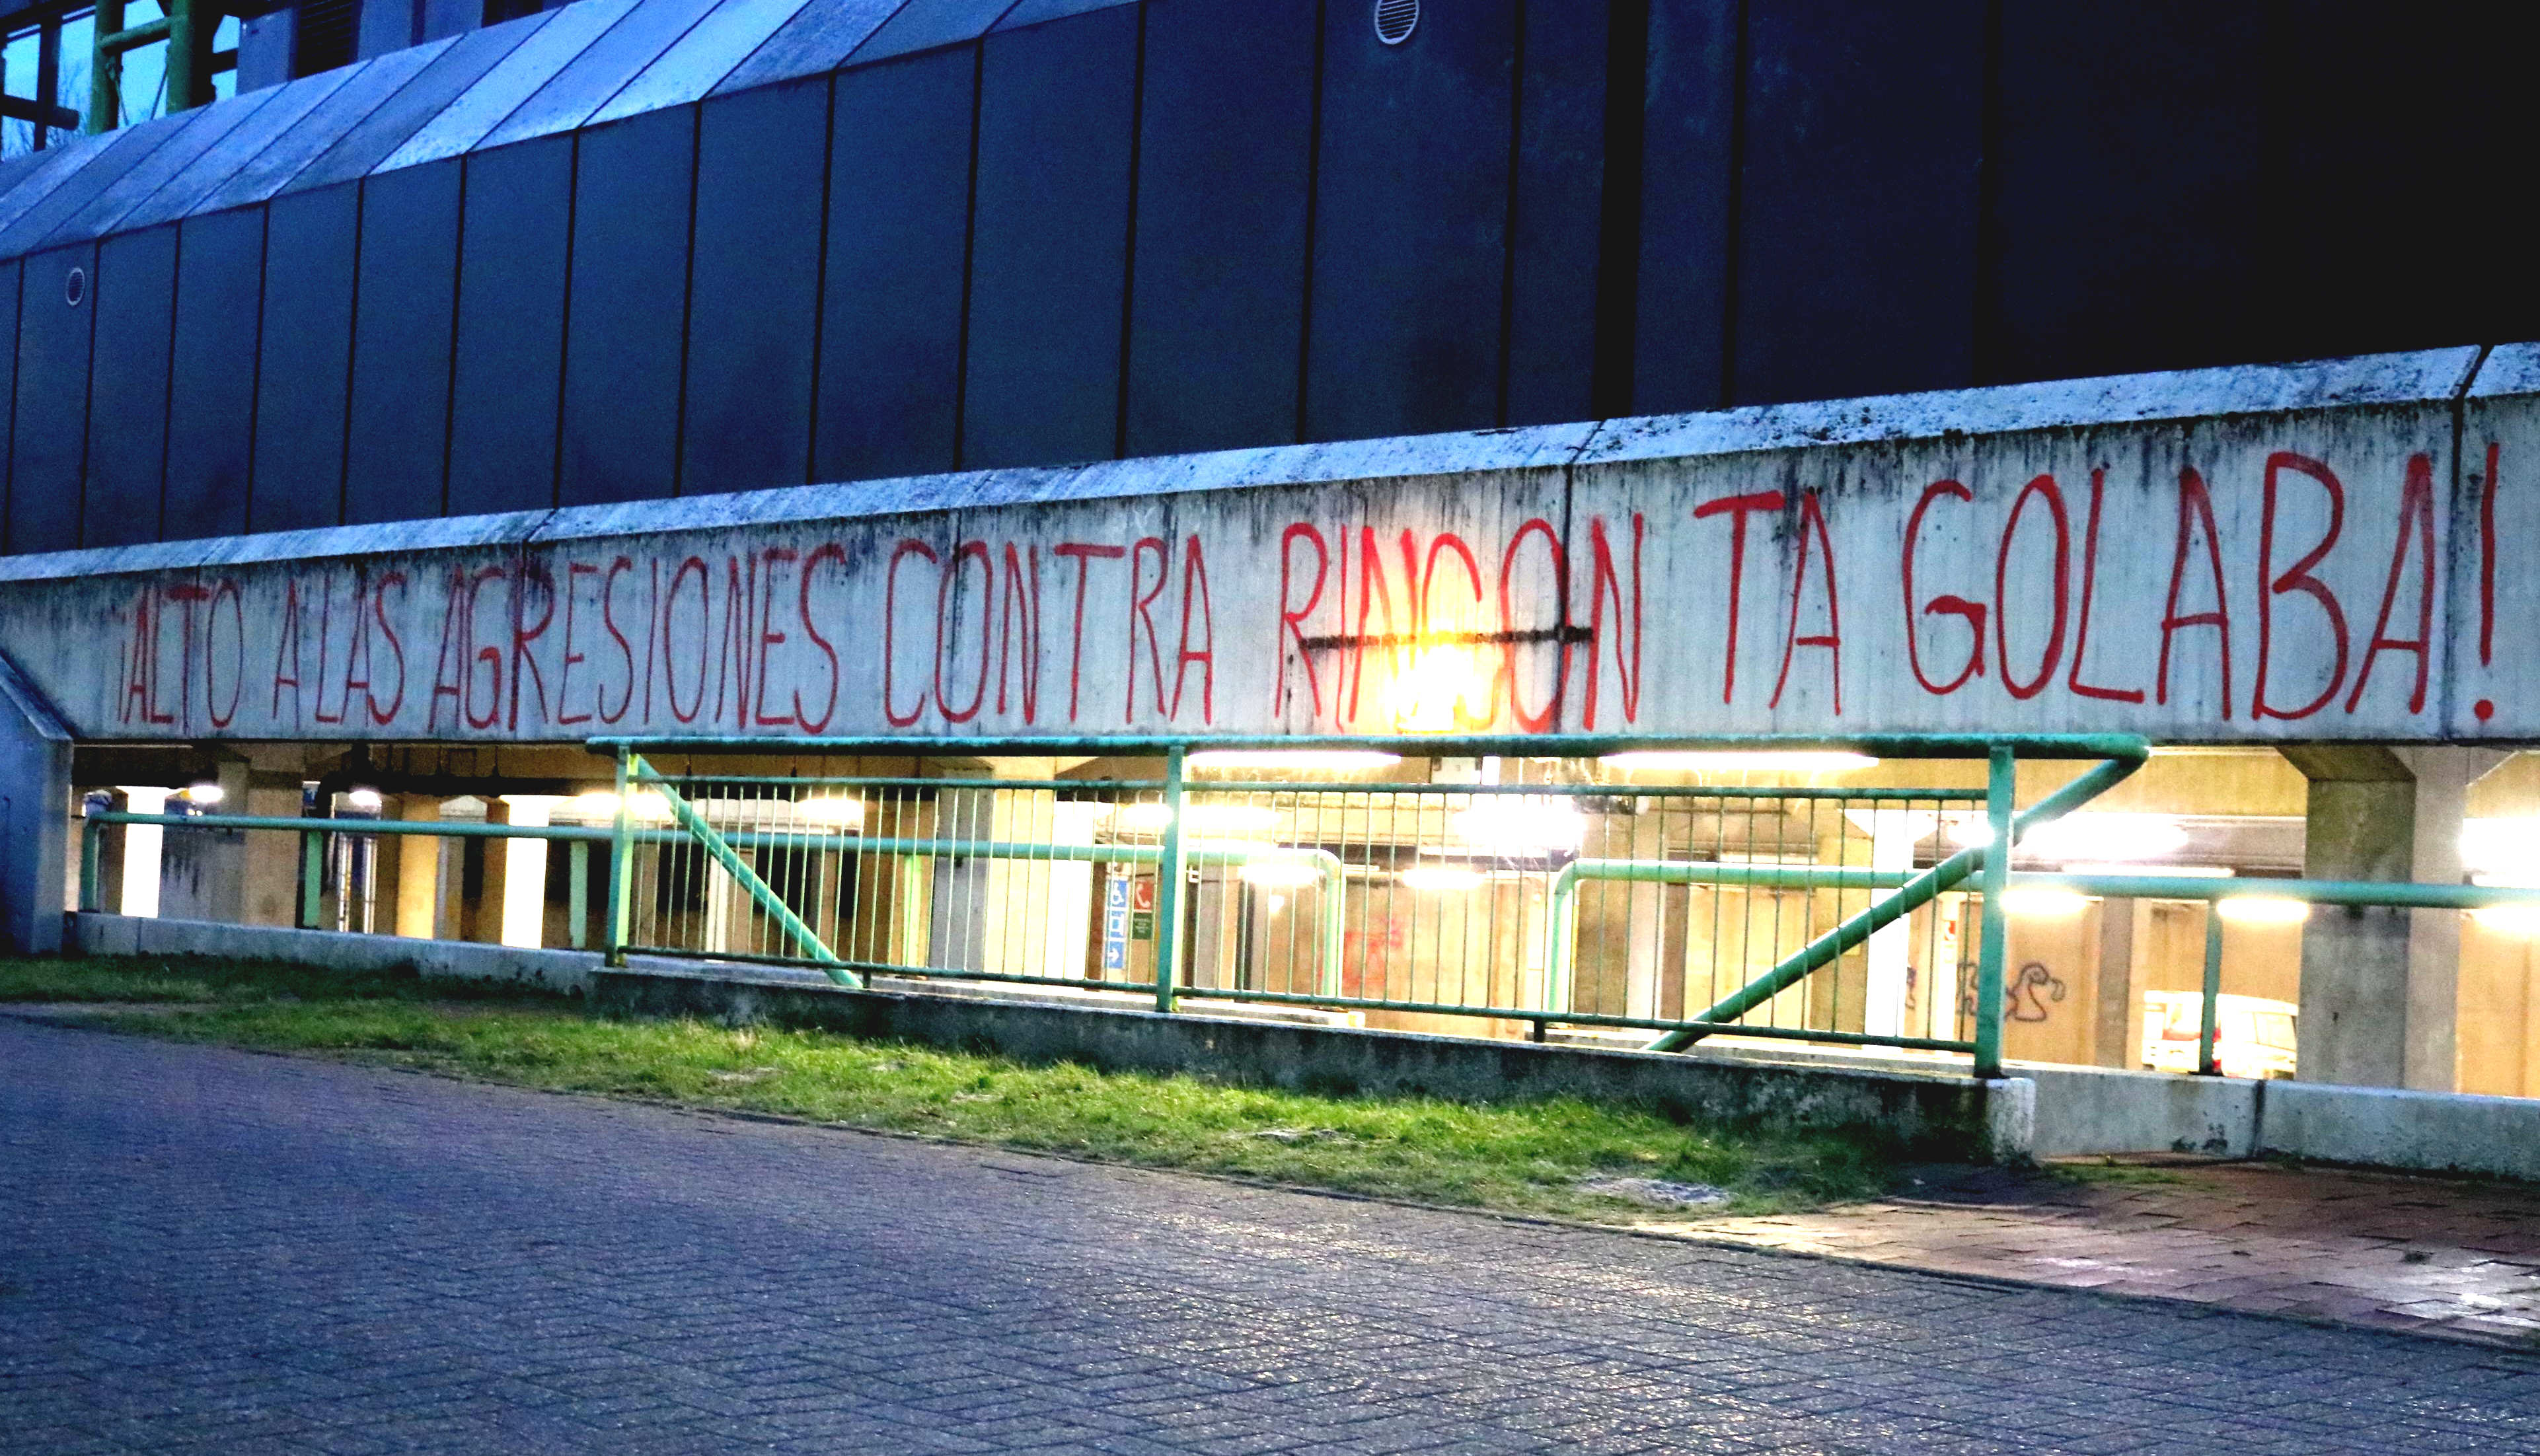 ¡ALTO A LAS AGRESIONES CONTRA RINCON TA GOLABA!